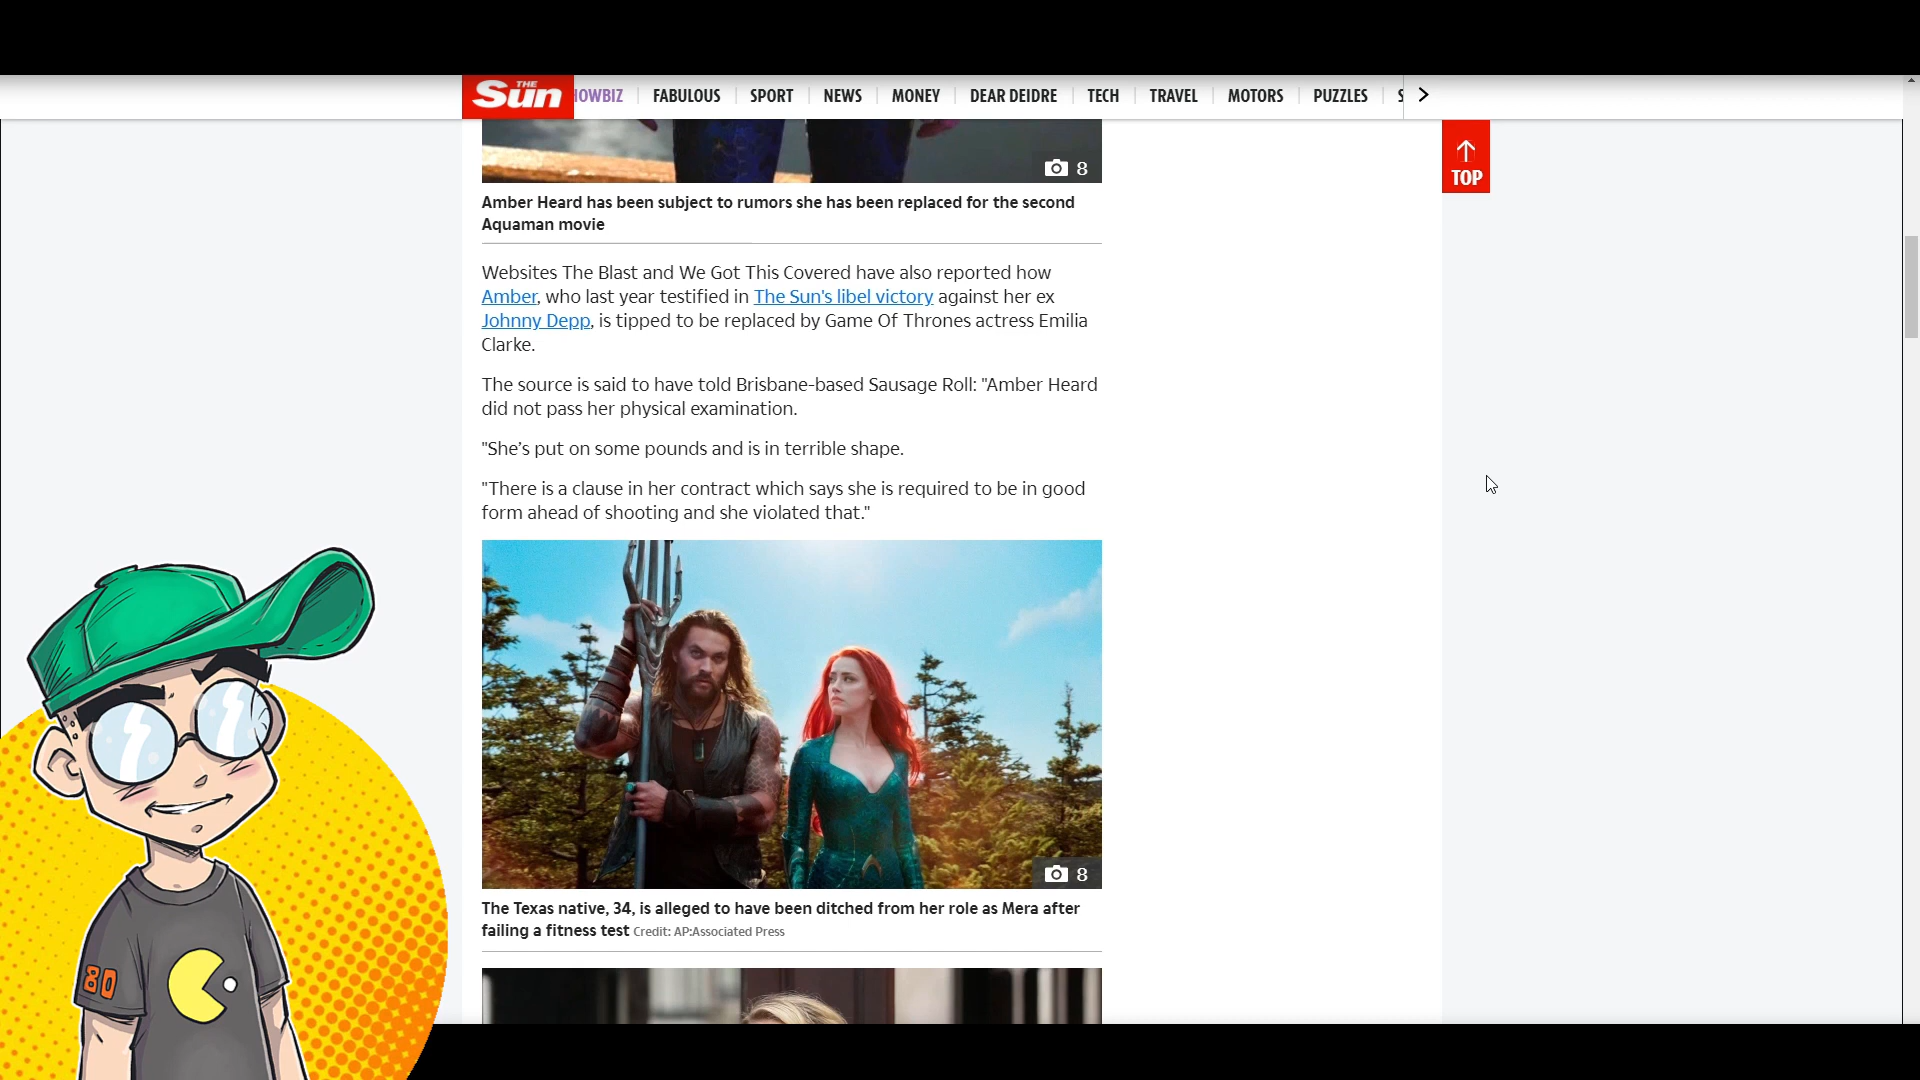 THE
Sun
OWBIZ
FABULOUS
SPORT
NEWS
MONEY
DEAR DEIDRE
TECH
TRAVEL
MOTORS
PUZZLES
TOP
8
Amber Heard has been subject to rumors she has been replaced for the second
Aquaman movie
Websites The Blast and We Got This Covered have also reported how
Amber, who last year testified in The Sun's libel victory against her ex
Johnny Depp, is tipped to be replaced by Game Of Thrones actress Emilia
Clarke.
The source is said to have told Brisbane-based Sausage Roll: "Amber Heard
did not pass her physical examination.
"She’s put on some pounds and is in terrible shape.
"There is a clause in her contract which says she is required to be in good
form ahead of shooting and she violated that."
8
The Texas native, 34, is alleged to have been ditched from her role as Mera after
failing a fitness test Credit: AP:Associated Press
80